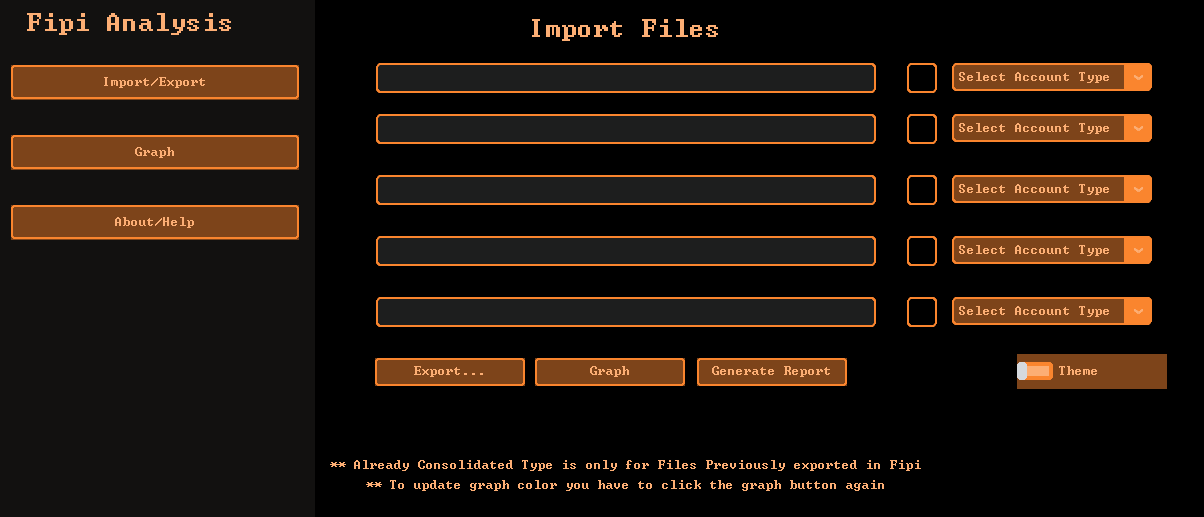 Fipi Analysis
Import/Export
Graph
About/Help
Import Files
Select Account Type
Select Account Type
Select Account Type
Select Account Type
Select Account Type
Export...
Graph
Generate Report
Theme
** Already Consolidated Type is only for Files Previously exported in Fipi
** To update graph color you have to click the graph button again